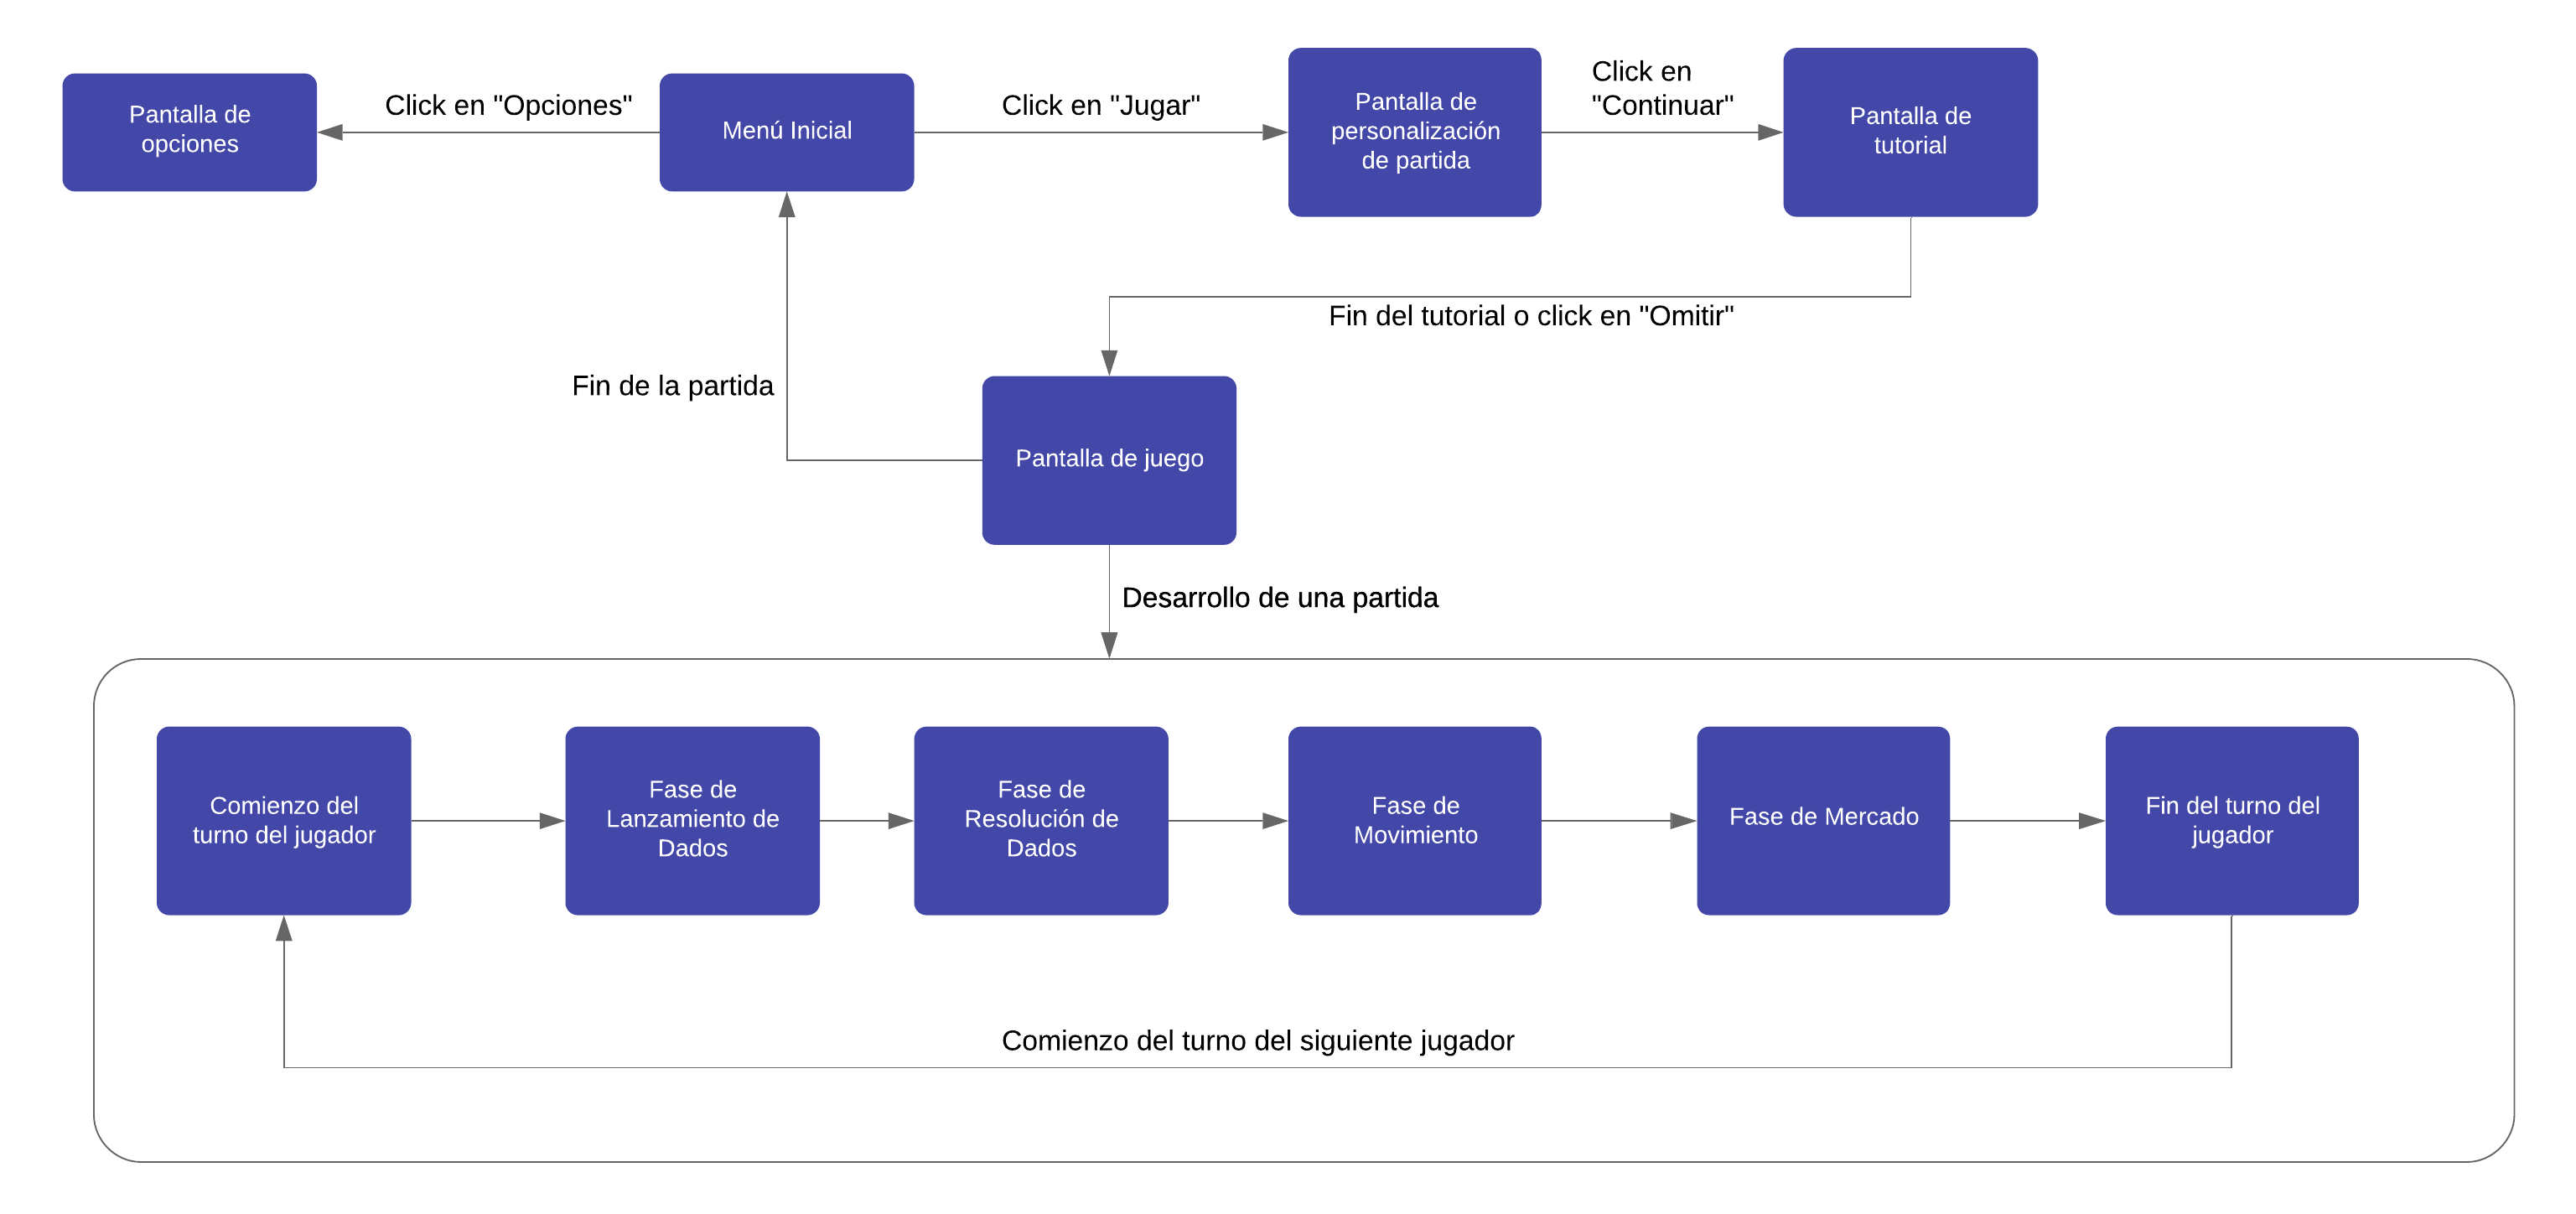 Pantalla de
opciones
Click en "Opciones"
Menú Inicial
Click en "Jugar"
Pantalla de
personalización
de partida
Click en
"Continuar"
Pantalla de
tutorial
Fin del tutorial o click en "Omitir"
Fin de la partida
Pantalla de juego
Desarrollo de una partida
Comienzo del
turno del jugador
Fase de
Lanzamiento de
Dados
Fase de
Resolución de
Dados
Fase de
Movimiento
Fase de Mercado
Fin del turno del
jugador
Comienzo del turno del siguiente jugador